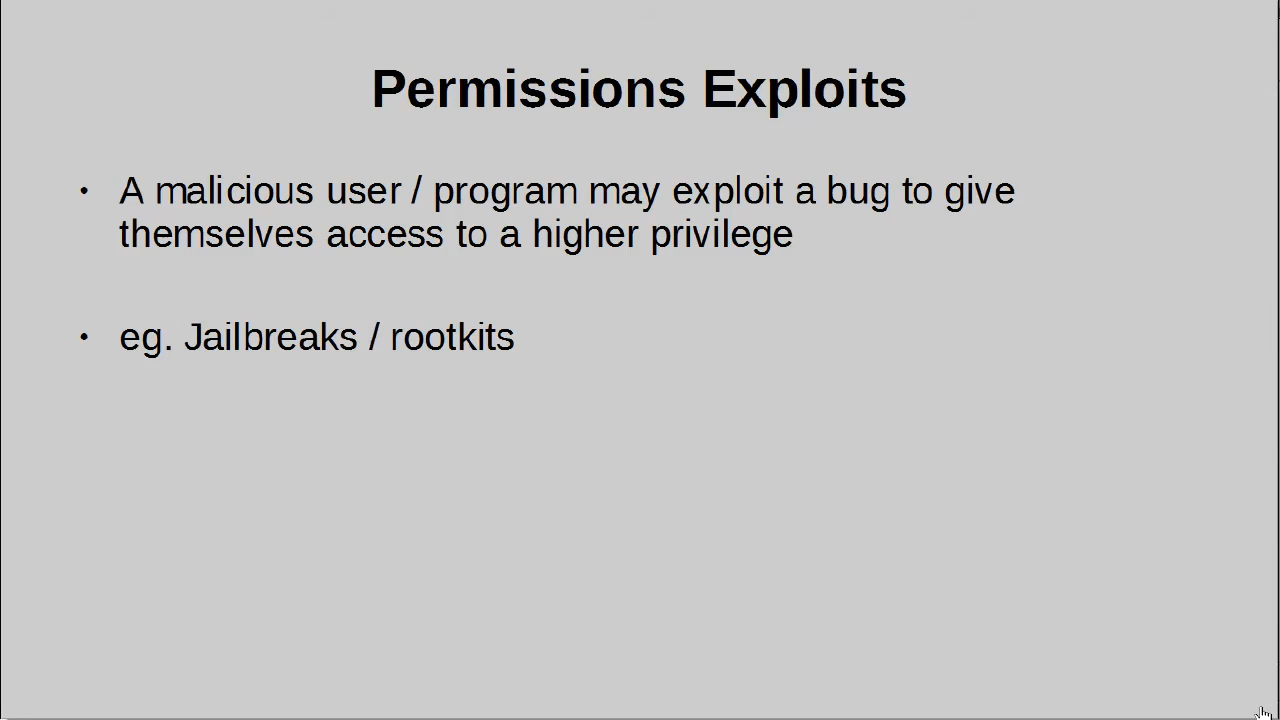 Permissions Exploits
• A malicious user / program may exploit a bug to give
themselves access to a higher privilege
• eg. Jailbreaks / rootkits